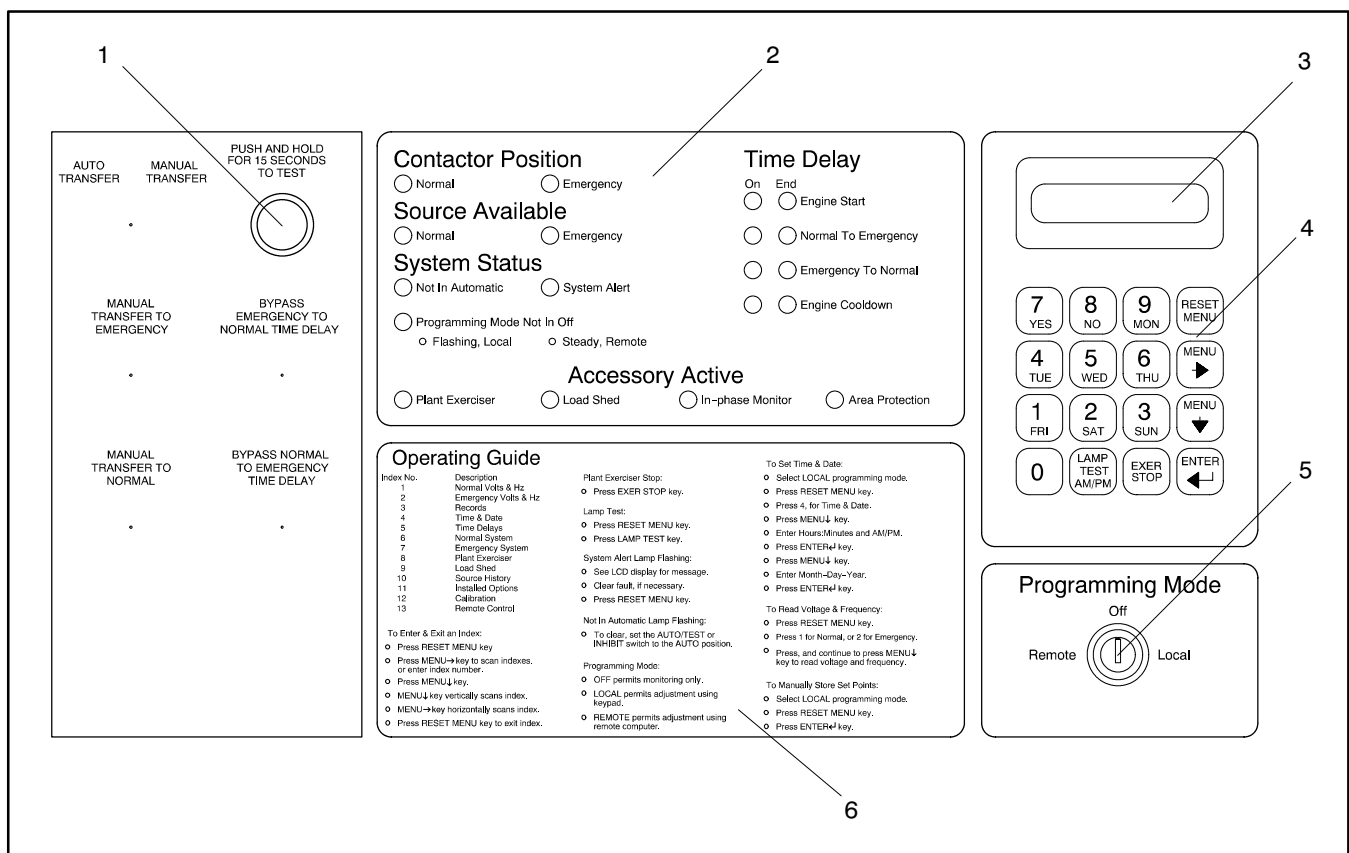 1
2
3
4
5
6
AUTO
TRANSFER
MANUAL
TRANSFER
PUSH AND HOLD
FOR 15 SECONDS
TO TEST
MANUAL
TRANSFER TO
EMERGENCY
BYPASS
EMERGENCY TO
NORMAL TIME DELAY
MANUAL
TRANSFER TO
NORMAL
BYPASS NORMAL
TO EMERGENCY
TIME DELAY
Contactor Position
Normal Emergency
Source Available
Normal Emergency
System Status
Not In Automatic System Alert
Programming Mode Not In Off
Flashing, Local Steady, Remote
Time Delay
On End
Engine Start
Normal To Emergency
Emergency To Normal
Engine Cooldown
Accessory Active
Plant Exerciser Load Shed In-phase Monitor Area Protection
Operating Guide
Index No. Description
1 Normal Volts & Hz
2 Emergency Volts & Hz
3 Records
4 Time & Date
5 Time Delays
6 Normal System
7 Emergency System
8 Plant Exerciser
9 Load Shed
10 Source History
11 Installed Options
12 Calibration
13 Remote Control
To Enter & Exit an Index:
Press RESET MENU key
Press MENU→key to scan indexes.
or enter index number.
Press MENU↓key.
MENU↓key vertically scans index.
MENU→key horizontally scans index.
Press RESET MENU key to exit index.
Plant Exerciser Stop:
Press EXER STOP key.
Lamp Test:
Press RESET MENU key.
Press LAMP TEST key.
System Alert Lamp Flashing:
See LCD display for message.
Clear fault, if necessary.
Press RESET MENU key.
Not In Automatic Lamp Flashing:
To clear, set the AUTO/TEST or
INHIBIT switch to the AUTO position.
Programming Mode:
OFF permits monitoring only.
LOCAL permits adjustment using
keypad.
REMOTE permits adjustment using
remote computer.
To Set Time & Date:
Select LOCAL programming mode.
Press RESET MENU key.
Press 4, for Time & Date.
Press MENU↓ key.
Enter Hours:Minutes and AM/PM.
Press ENTER↵ key.
Press MENU↓ key.
Enter Month–Day–Year.
Press ENTER↵ key.
To Read Voltage & Frequency:
Press RESET MENU key.
Press 1 for Normal, or 2 for Emergency.
Press, and continue to press MENU↓
key to read voltage and frequency.
To Manually Store Set Points:
Select LOCAL programming mode.
Press RESET MENU key.
Press ENTER↵ key.
7 YES
8 NO
9 MON
RESET MENU
4 TUE
5 WED
6 THU
MENU
1 FRI
2 SAT
3 SUN
MENU
0
LAMP TEST AM/PM
EXER STOP
ENTER
Programming Mode
Off
Remote Local